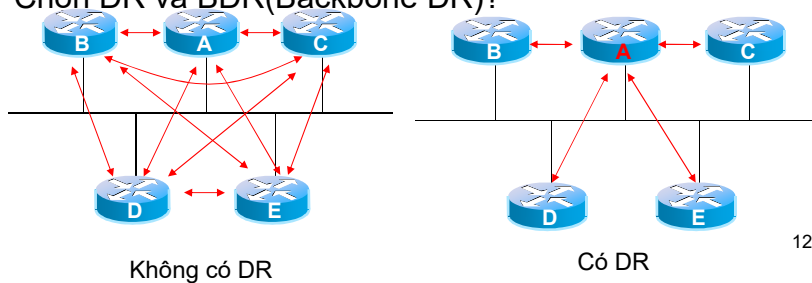 Chọn DR và BDR(Backbone DR)?
B A C
B A C
D E
D E
12
Không có DR
Có DR